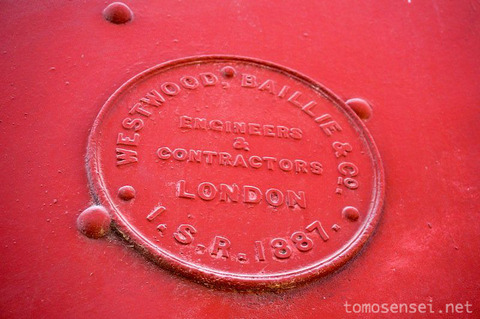 WESTWOOD, BAILLIE & CO.
ENGINEERS
&
CONTRACTORS
LONDON
I.S.R. 1887.
tomosensei.net